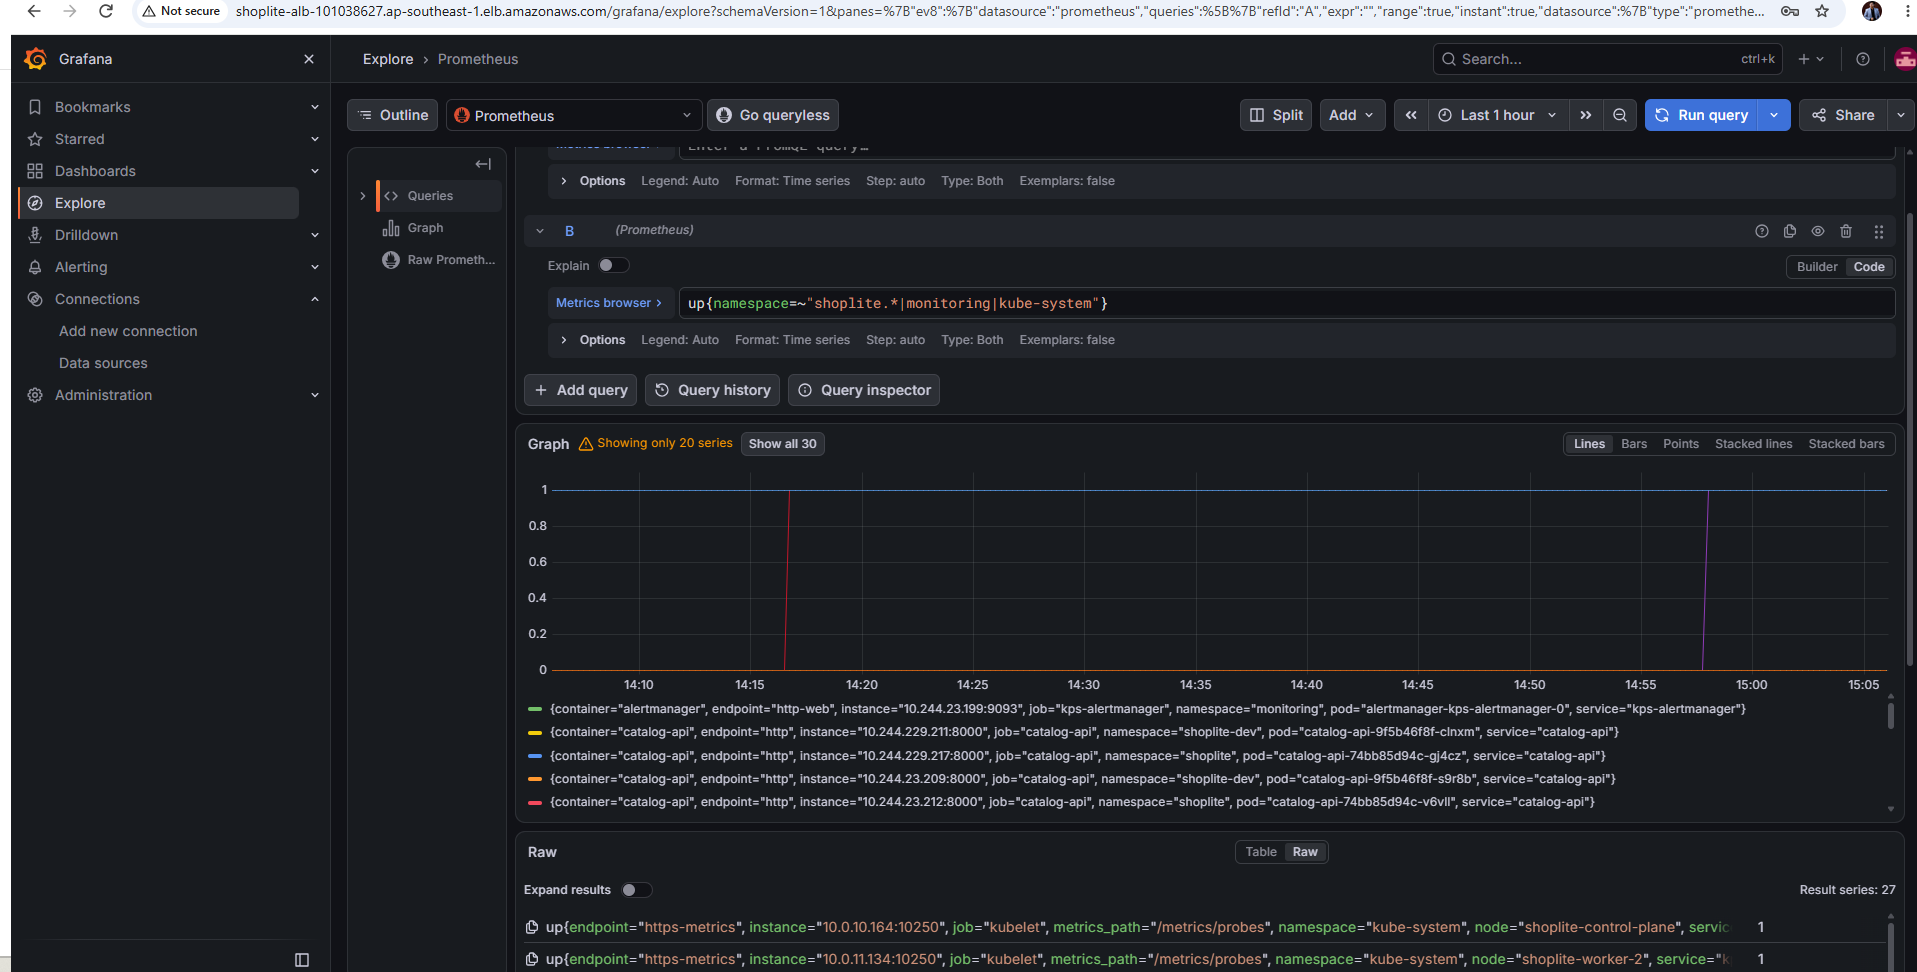 Not secure
shoplite-alb-101038627.ap-southeast-1.elb.amazonaws.com/grafana/explore?schemaVersion=1&panes=%7B"ev8":%7B"datasource":"prometheus","queries":%5B%7B"refId":"A","expr":"","range":true,"instant":true,"datasource":%7B"type":"promethe...
Grafana
Explore › Prometheus
Search... ctrl+k
Bookmarks
Starred
Dashboards
Explore
Drilldown
Alerting
Connections
Add new connection
Data sources
Administration
Outline
Prometheus
Go queryless
Split
Add
Last 1 hour
Run query
Share
Queries
Graph
Raw Prometh...
Enter a PromQL query…
Options Legend: Auto Format: Time series Step: auto Type: Both Exemplars: false
B (Prometheus)
Explain
Builder Code
Metrics browser > up{namespace=~"shoplite.*|monitoring|kube-system"}
Options Legend: Auto Format: Time series Step: auto Type: Both Exemplars: false
+ Add query Query history Query inspector
Graph Showing only 20 series Show all 30
Lines Bars Points Stacked lines Stacked bars
1
0.8
0.6
0.4
0.2
0
14:10 14:15 14:20 14:25 14:30 14:35 14:40 14:45 14:50 14:55 15:00 15:05
{container="alertmanager", endpoint="http-web", instance="10.244.23.199:9093", job="kps-alertmanager", namespace="monitoring", pod="alertmanager-kps-alertmanager-0", service="kps-alertmanager"}
{container="catalog-api", endpoint="http", instance="10.244.229.211:8000", job="catalog-api", namespace="shoplite-dev", pod="catalog-api-9f5b46f8f-clnxm", service="catalog-api"}
{container="catalog-api", endpoint="http", instance="10.244.229.217:8000", job="catalog-api", namespace="shoplite", pod="catalog-api-74bb85d94c-gj4cz", service="catalog-api"}
{container="catalog-api", endpoint="http", instance="10.244.23.209:8000", job="catalog-api", namespace="shoplite-dev", pod="catalog-api-9f5b46f8f-s9r8b", service="catalog-api"}
{container="catalog-api", endpoint="http", instance="10.244.23.212:8000", job="catalog-api", namespace="shoplite", pod="catalog-api-74bb85d94c-v6vll", service="catalog-api"}
Raw
Table Raw
Expand results
Result series: 27
up{endpoint="https-metrics", instance="10.0.10.164:10250", job="kubelet", metrics_path="/metrics/probes", namespace="kube-system", node="shoplite-control-plane", servic 1
up{endpoint="https-metrics", instance="10.0.11.134:10250", job="kubelet", metrics_path="/metrics/probes", namespace="kube-system", node="shoplite-worker-2", service="k 1